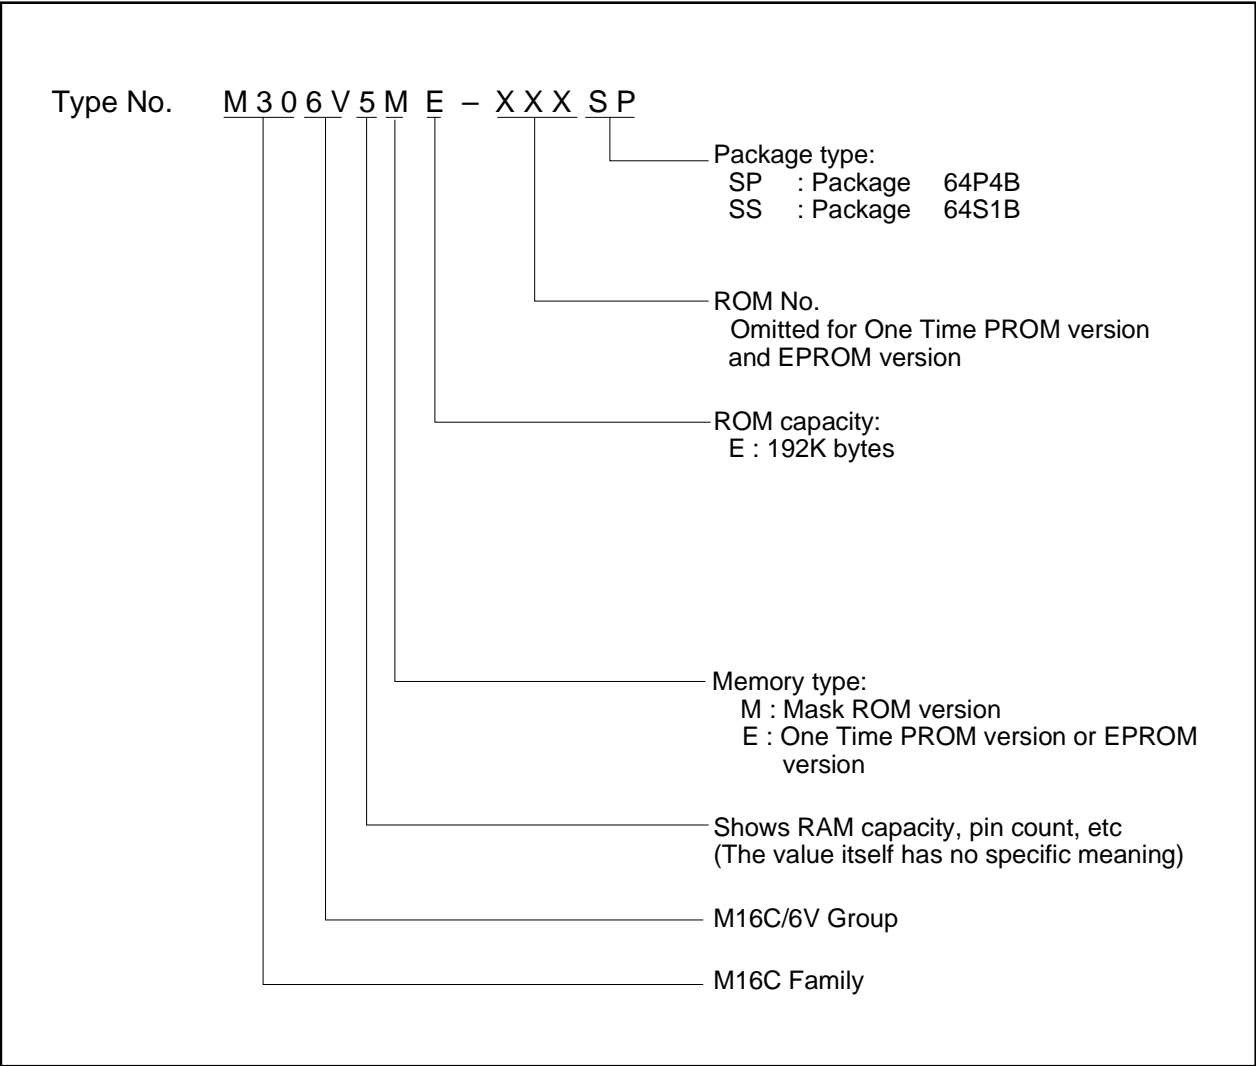 Type No. M 3 0 6 V 5 M E – X X X S P
Package type:
SP : Package 64P4B
SS : Package 64S1B
ROM No.
Omitted for One Time PROM version
and EPROM version
ROM capacity:
E : 192K bytes
Memory type:
M : Mask ROM version
E : One Time PROM version or EPROM
version
Shows RAM capacity, pin count, etc
(The value itself has no specific meaning)
M16C/6V Group
M16C Family